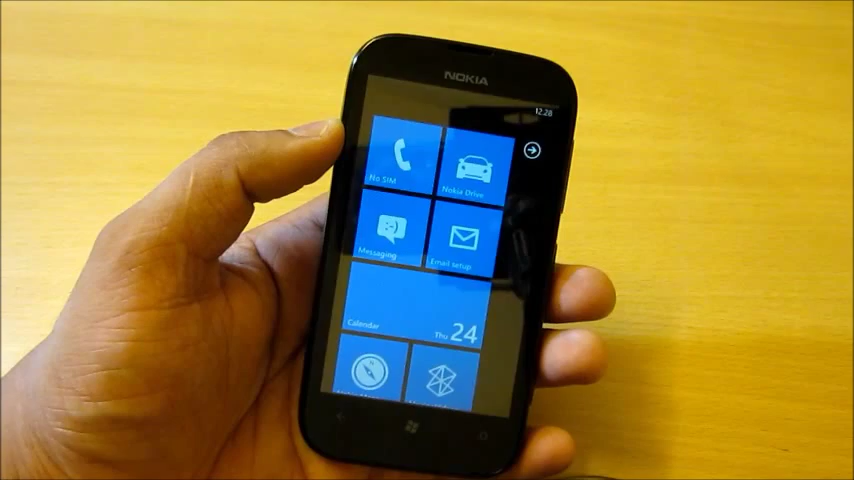 NOKIA
12:28
No SIM
Nokia Drive
Messaging
Email setup
Calendar
Thu 24